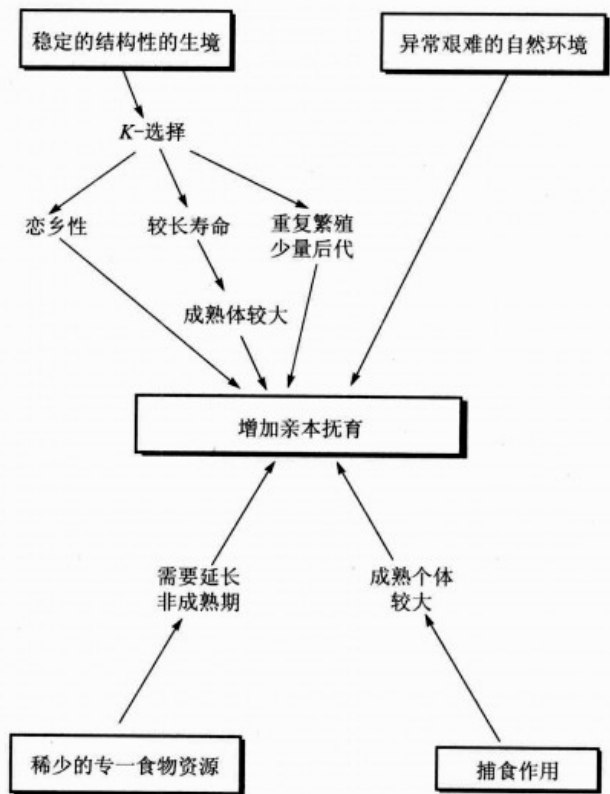 稳定的结构性的生境
异常艰难的自然环境
K-选择
恋乡性
较长寿命
重复繁殖
少量后代
成熟体较大
增加亲本抚育
需要延长
非成熟期
成熟个体
较大
稀少的专一食物资源
捕食作用